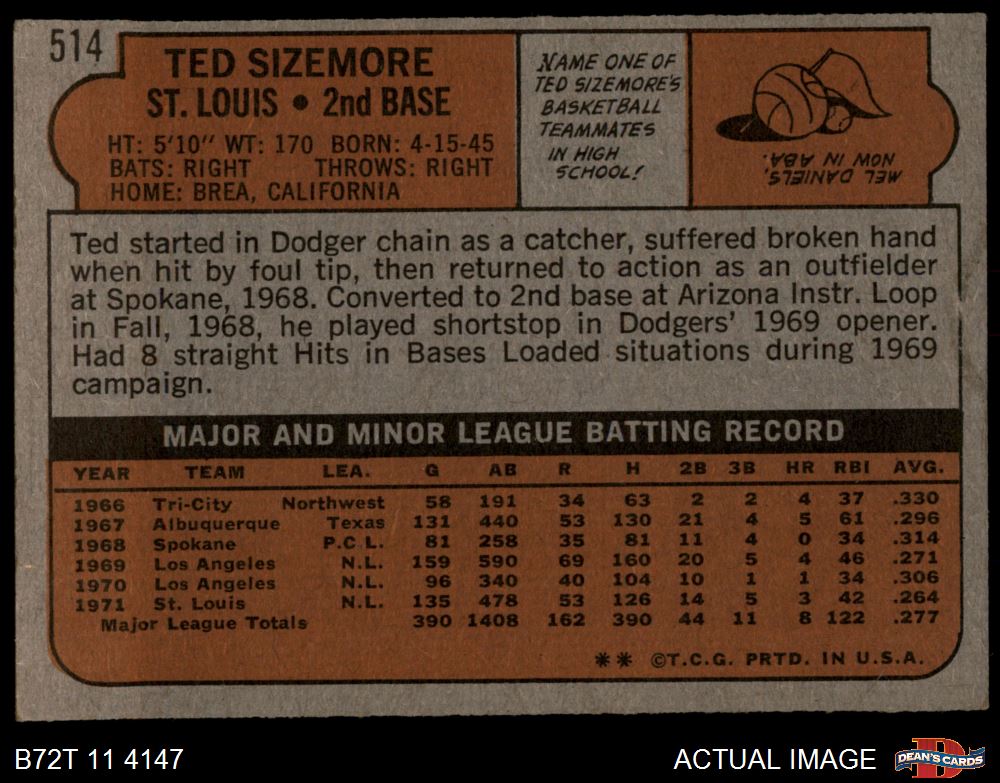 514
TED SIZEMORE
ST. LOUIS • 2nd BASE
HT: 5'10" WT: 170 BORN: 4-15-45
BATS: RIGHT THROWS: RIGHT
HOME: BREA, CALIFORNIA
NAME ONE OF
TED SIZEMORE'S
BASKETBALL
TEAMMATES
IN HIGH
SCHOOL!
MEL DANIELS,
NOW IN ABA.
Ted started in Dodger chain as a catcher, suffered broken hand
when hit by foul tip, then returned to action as an outfielder
at Spokane, 1968. Converted to 2nd base at Arizona Instr. Loop
in Fall, 1968, he played shortstop in Dodgers' 1969 opener.
Had 8 straight Hits in Bases Loaded situations during 1969
campaign.
MAJOR AND MINOR LEAGUE BATTING RECORD
YEAR TEAM LEA. G AB R H 2B 3B HR RBI AVG.
1966 Tri-City Northwest 58 191 34 63 2 2 4 37 .330
1967 Albuquerque Texas 131 440 53 130 21 4 5 61 .296
1968 Spokane P.C.L. 81 258 35 81 11 4 0 34 .314
1969 Los Angeles N.L. 159 590 69 160 20 5 4 46 .271
1970 Los Angeles N.L. 96 340 40 104 10 1 1 34 .306
1971 St. Louis N.L. 135 478 53 126 14 5 3 42 .264
Major League Totals 390 1408 162 390 44 11 8 122 .277
** ©T.C.G. PRTD. IN U.S.A.
B72T 11 4147
ACTUAL IMAGE
D
DEAN'S CARDS